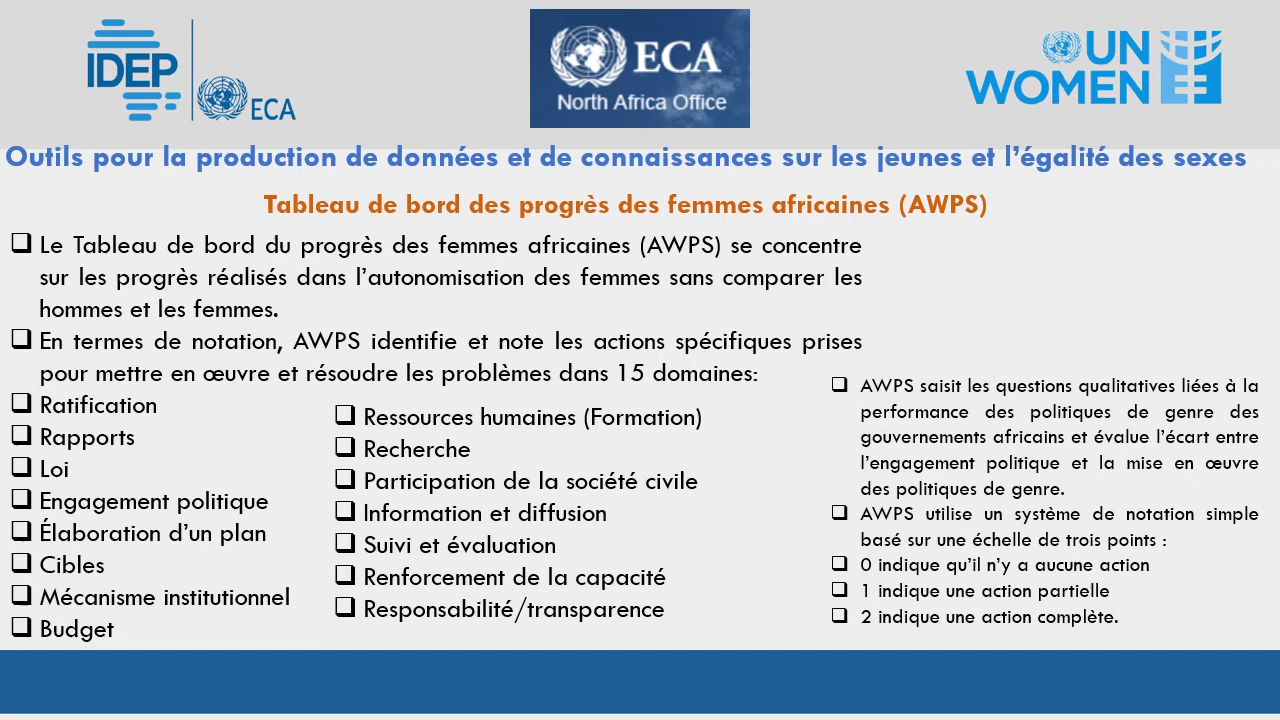 IDEP
ECA
ECA
North Africa Office
UN
WOMEN
Outils pour la production de données et de connaissances sur les jeunes et l’égalité des sexes
Tableau de bord des progrès des femmes africaines (AWPS)
Le Tableau de bord du progrès des femmes africaines (AWPS) se concentre
sur les progrès réalisés dans l’autonomisation des femmes sans comparer les
hommes et les femmes.
En termes de notation, AWPS identifie et note les actions spécifiques prises
pour mettre en œuvre et résoudre les problèmes dans 15 domaines:
Ratification
Rapports
Loi
Engagement politique
Élaboration d’un plan
Cibles
Mécanisme institutionnel
Budget
Ressources humaines (Formation)
Recherche
Participation de la société civile
Information et diffusion
Suivi et évaluation
Renforcement de la capacité
Responsabilité/transparence
AWPS saisit les questions qualitatives liées à la
performance des politiques de genre des
gouvernements africains et évalue l’écart entre
l’engagement politique et la mise en œuvre
des politiques de genre.
AWPS utilise un système de notation simple
basé sur une échelle de trois points :
0 indique qu’il n’y a aucune action
1 indique une action partielle
2 indique une action complète.